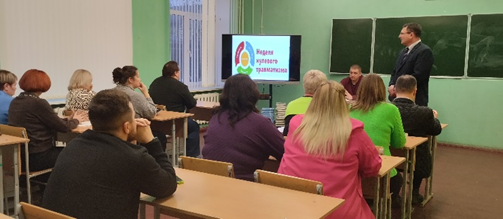 Неделя
нулевого
травматизма